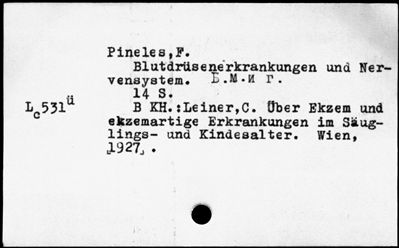 Pineles,F.
Blutdrüsenerkrankungen und Ner-
vensystem. Б.М.и Г.
14 S.
Lc531ü
В КН.:Leiner,C. Über Ekzem und
ekzemartige Erkrankungen im Säug-
lings- und Kindesalter. Wien,
[1927] .